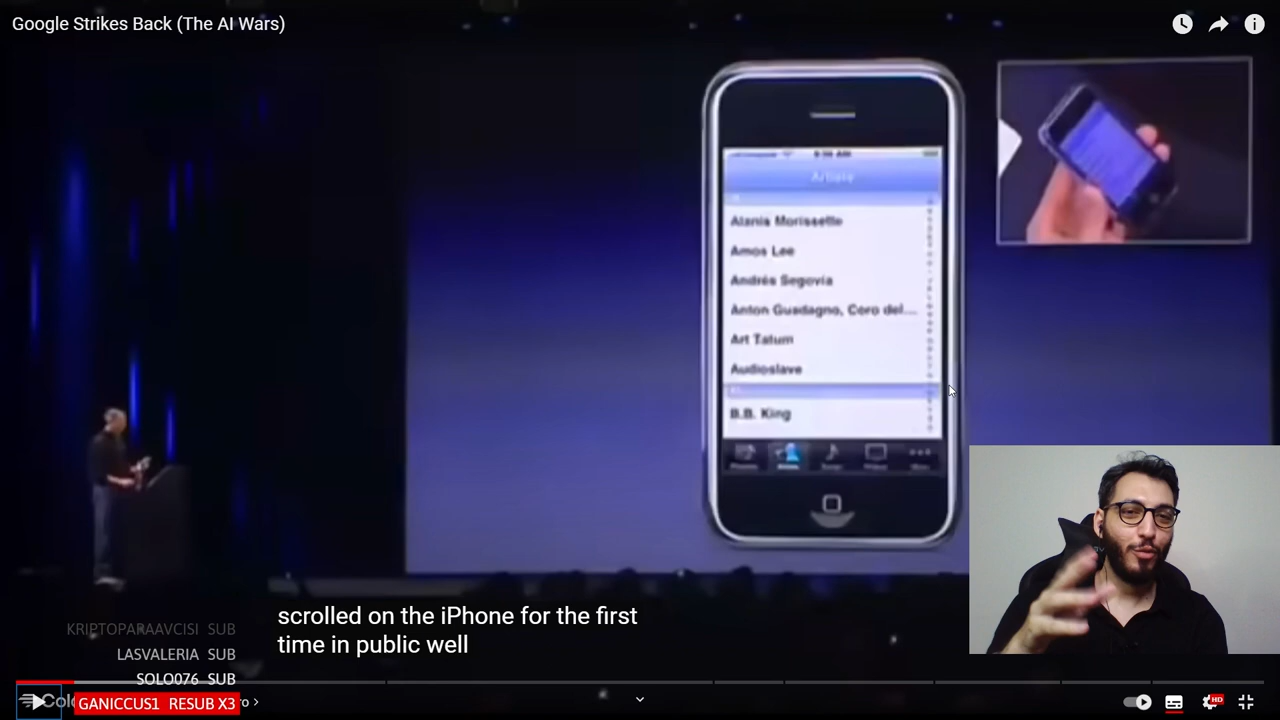 Google Strikes Back (The AI Wars)
Artists
Alanis Morissette
Amos Lee
Andrés Segovia
Anton Guadagno, Coro del...
Art Tatum
Audioslave
B.B. King
scrolled on the iPhone for the first
time in public well
KRIPTOPARAAVCISI SUB
LASVALERIA SUB
SOLO076 SUB
GANICCUS1 RESUB X3
HD